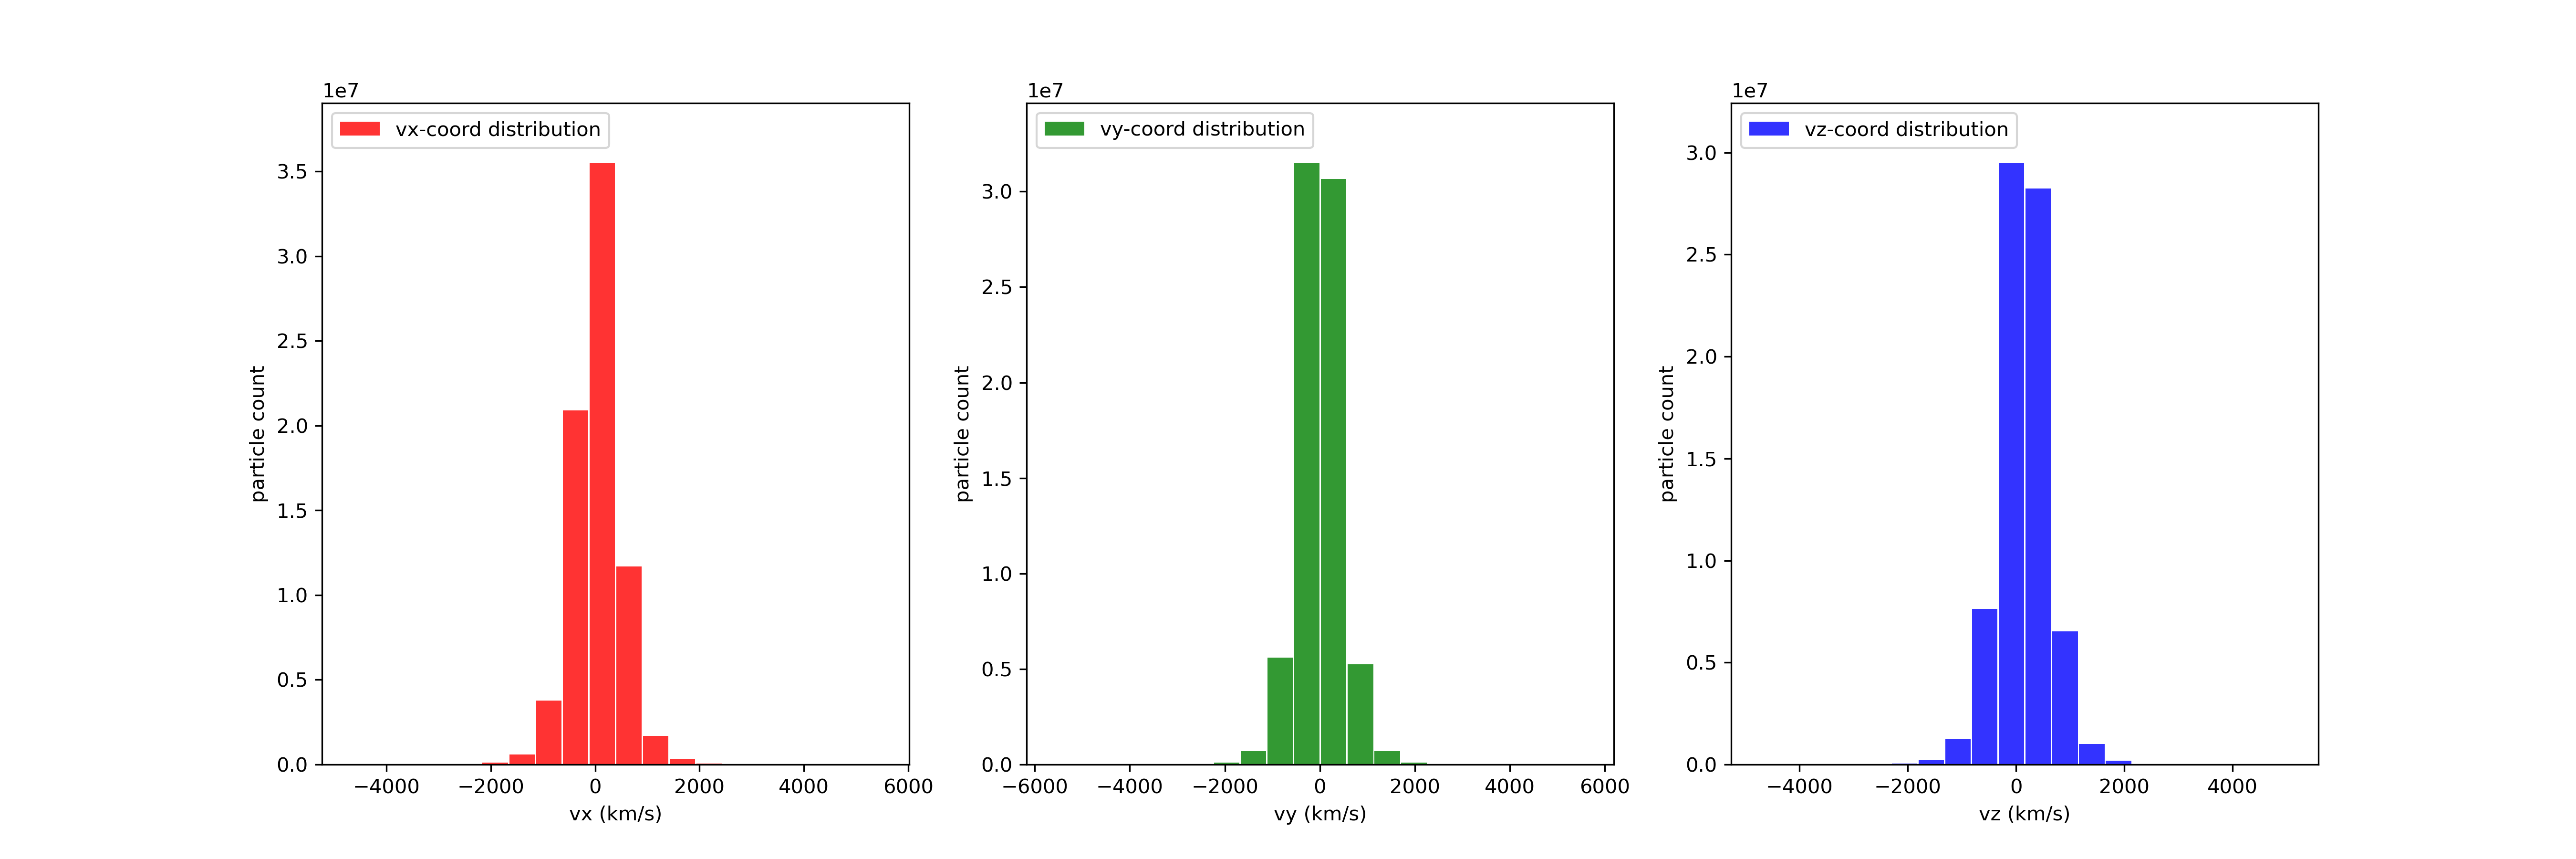 1e7
vx-coord distribution
3.5
3.0
2.5
2.0
1.5
1.0
0.5
0.0
particle count
−4000 −2000 0 2000 4000 6000
vx (km/s)
1e7
vy-coord distribution
3.0
2.5
2.0
1.5
1.0
0.5
0.0
particle count
−6000 −4000 −2000 0 2000 4000 6000
vy (km/s)
1e7
vz-coord distribution
3.0
2.5
2.0
1.5
1.0
0.5
0.0
particle count
−4000 −2000 0 2000 4000
vz (km/s)